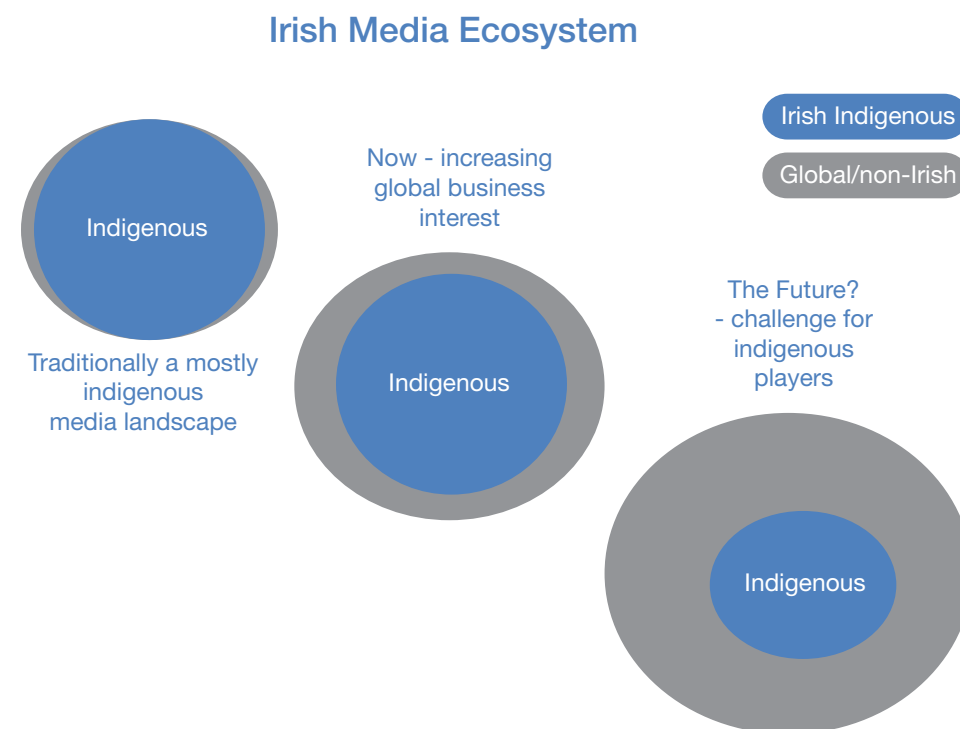 Irish Media Ecosystem
Irish Indigenous
Global/non-Irish
Indigenous
Traditionally a mostly
indigenous
media landscape
Now - increasing
global business
interest
Indigenous
The Future?
- challenge for
indigenous
players
Indigenous